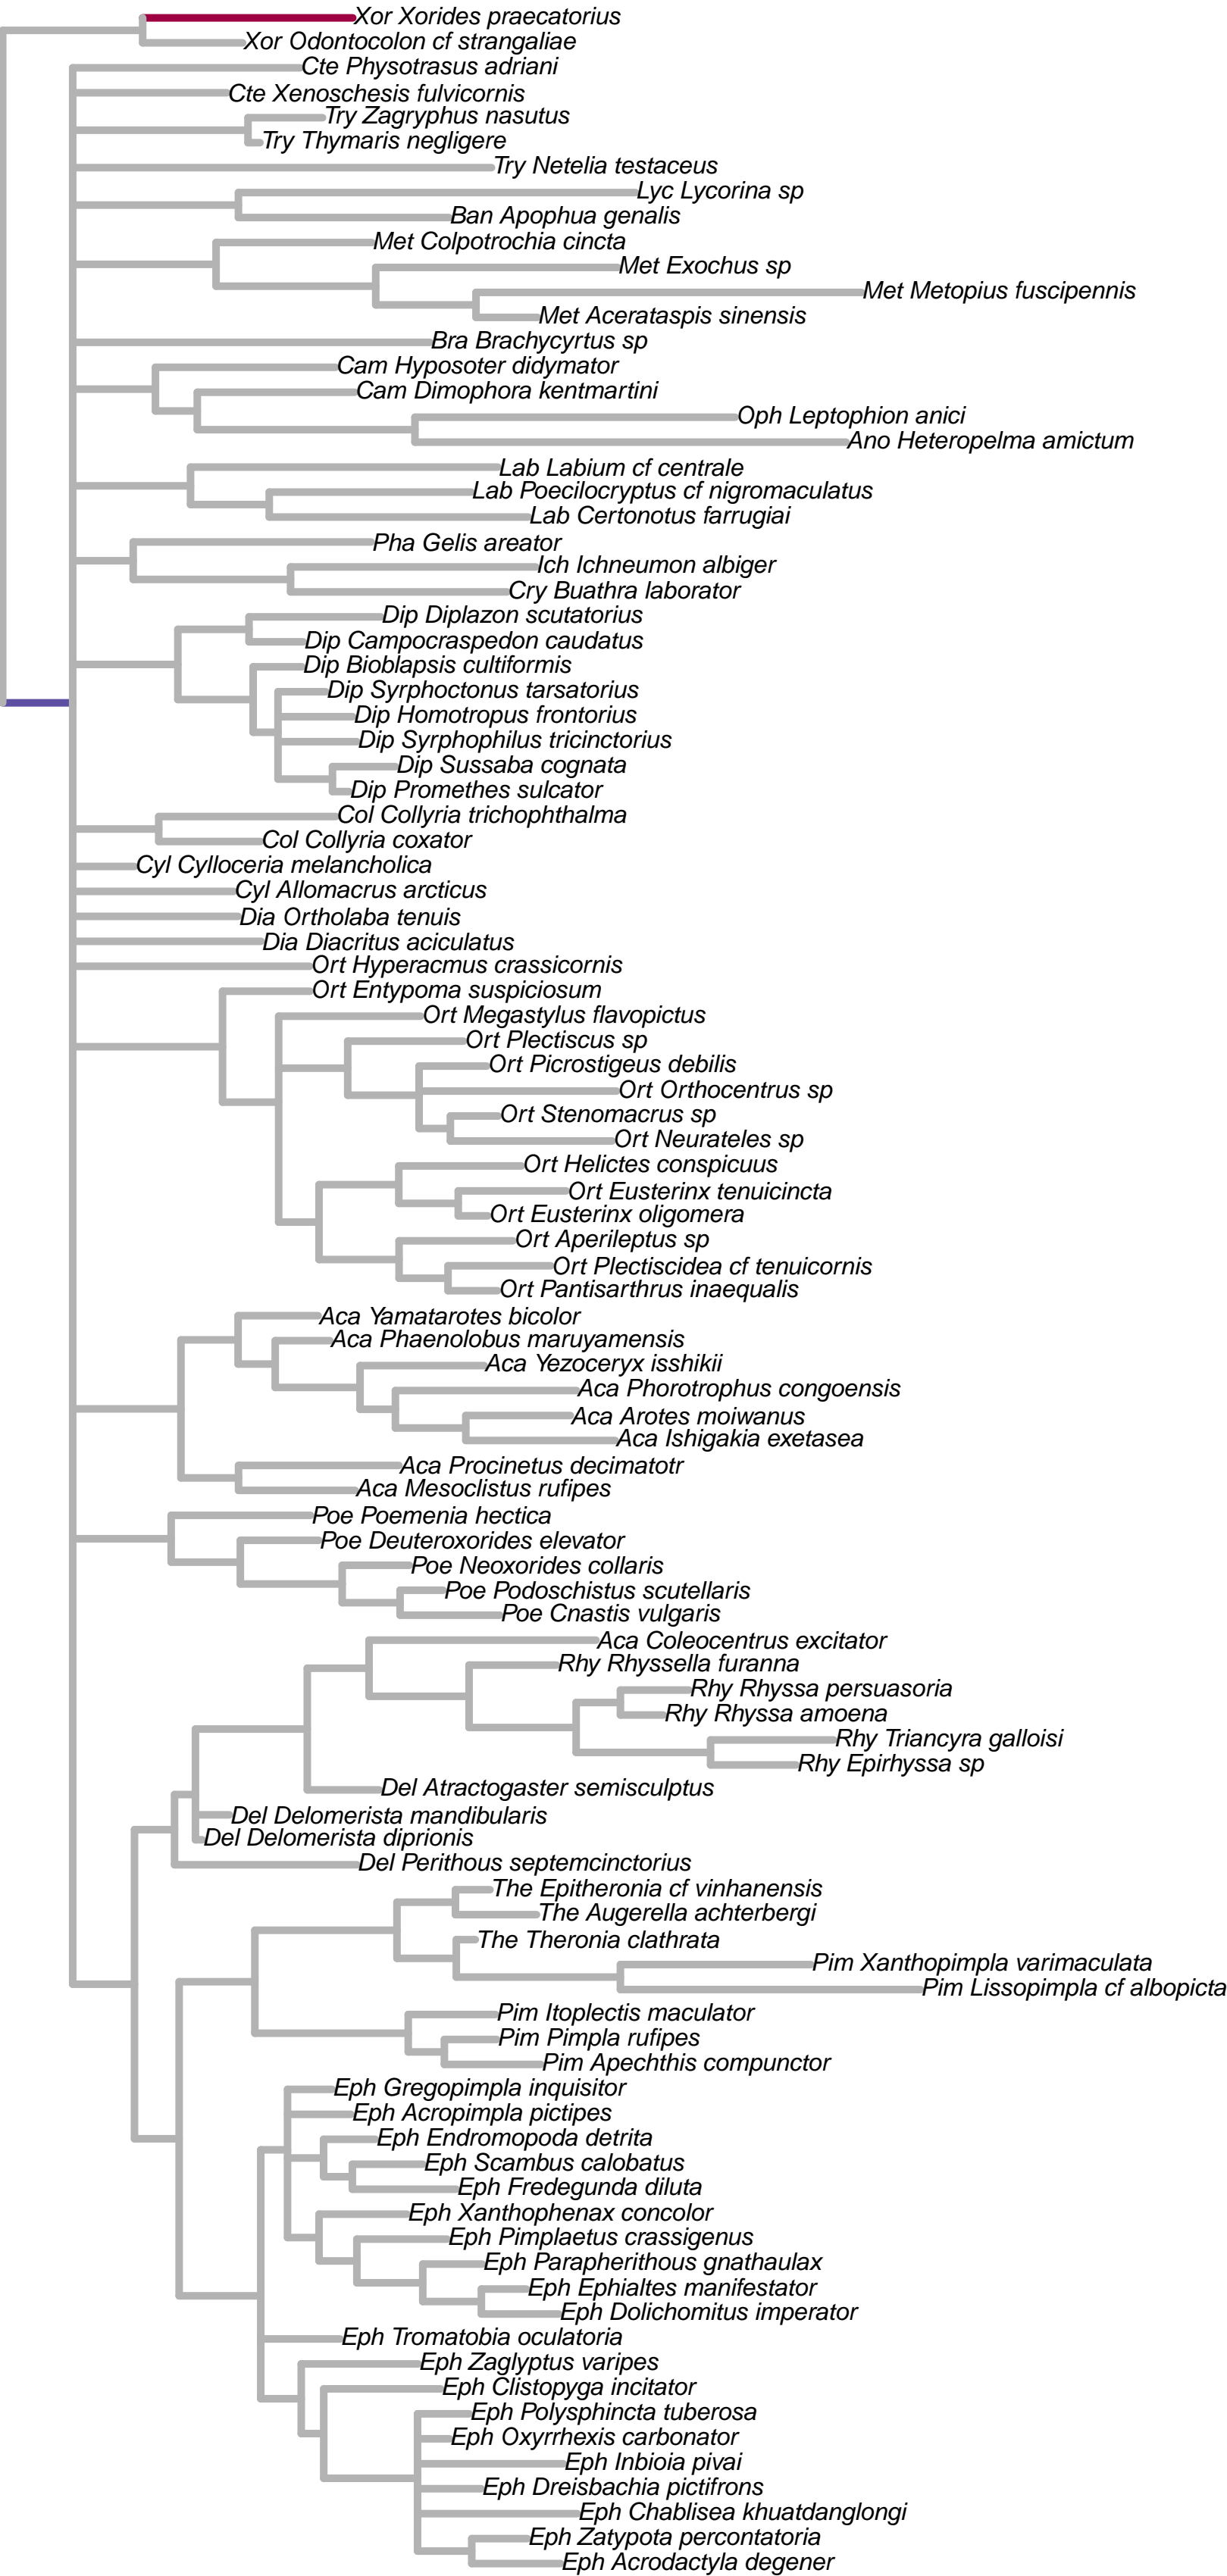 Xor Xorides praecatorius
Xor Odontocolon cf strangaliae
Cte Physotrasus adriani
Cte Xenoschesis fulvicornis
Try Zagryphus nasutus
Try Thymaris negligere
Try Netelia testaceus
Lyc Lycorina sp
Ban Apophua genalis
Met Colpotrochia cincta
Met Exochus sp
Met Metopius fuscipennis
Met Acerataspis sinensis
Bra Brachycyrtus sp
Cam Hyposoter didymator
Cam Dimophora kentmartini
Oph Leptophion anici
Ano Heteropelma amictum
Lab Labium cf centrale
Lab Poecilocryptus cf nigromaculatus
Lab Certonotus farrugiai
Pha Gelis areator
Ich Ichneumon albiger
Cry Buathra laborator
Dip Diplazon scutatorius
Dip Campocraspedon caudatus
Dip Bioblapsis cultiformis
Dip Syrphoctonus tarsatorius
Dip Homotropus frontorius
Dip Syrphophilus tricinctorius
Dip Sussaba cognata
Dip Promethes sulcator
Col Collyria trichophthalma
Col Collyria coxator
Cyl Cylloceria melancholica
Cyl Allomacrus arcticus
Dia Ortholaba tenuis
Dia Diacritus aciculatus
Ort Hyperacmus crassicornis
Ort Entypoma suspiciosum
Ort Megastylus flavopictus
Ort Plectiscus sp
Ort Picrostigeus debilis
Ort Orthocentrus sp
Ort Stenomacrus sp
Ort Neurateles sp
Ort Helictes conspicuus
Ort Eusterinx tenuicincta
Ort Eusterinx oligomera
Ort Aperileptus sp
Ort Plectiscidea cf tenuicornis
Ort Pantisarthrus inaequalis
Aca Yamatarotes bicolor
Aca Phaenolobus maruyamensis
Aca Yezoceryx isshikii
Aca Phorotrophus congoensis
Aca Arotes moiwanus
Aca Ishigakia exetasea
Aca Procinetus decimatotr
Aca Mesoclistus rufipes
Poe Poemenia hectica
Poe Deuteroxorides elevator
Poe Neoxorides collaris
Poe Podoschistus scutellaris
Poe Cnastis vulgaris
Aca Coleocentrus excitator
Rhy Rhyssella furanna
Rhy Rhyssa persuasoria
Rhy Rhyssa amoena
Rhy Triancyra galloisi
Rhy Epirhyssa sp
Del Atractogaster semisculptus
Del Delomerista mandibularis
Del Delomerista diprionis
Del Perithous septemcinctorius
The Epitheronia cf vinhanensis
The Augerella achterbergi
The Theronia clathrata
Pim Xanthopimpla varimaculata
Pim Lissopimpla cf albopicta
Pim Itoplectis maculator
Pim Pimpla rufipes
Pim Apechthis compunctor
Eph Gregopimpla inquisitor
Eph Acropimpla pictipes
Eph Endromopoda detrita
Eph Scambus calobatus
Eph Fredegunda diluta
Eph Xanthophenax concolor
Eph Pimplaetus crassigenus
Eph Parapherithous gnathaulax
Eph Ephialtes manifestator
Eph Dolichomitus imperator
Eph Tromatobia oculatoria
Eph Zaglyptus varipes
Eph Clistopyga incitator
Eph Polysphincta tuberosa
Eph Oxyrrhexis carbonator
Eph Inbioia pivai
Eph Dreisbachia pictifrons
Eph Chablisea khuatdanglongi
Eph Zatypota percontatoria
Eph Acrodactyla degener